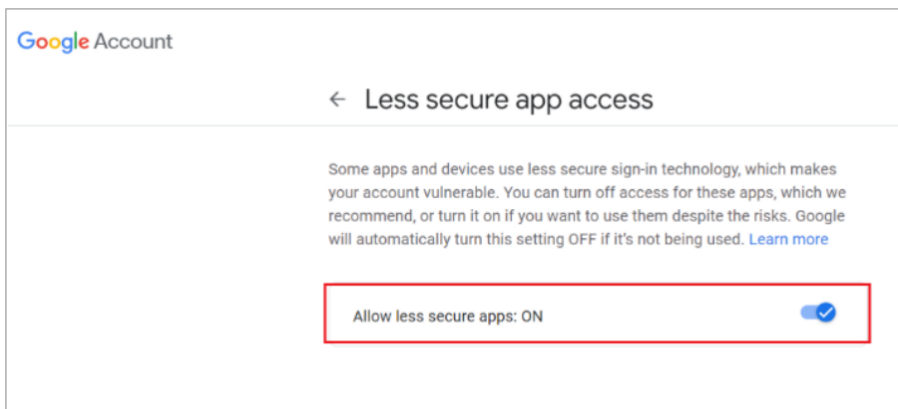 Google Account
← Less secure app access
Some apps and devices use less secure sign-in technology, which makes
your account vulnerable. You can turn off access for these apps, which we
recommend, or turn it on if you want to use them despite the risks. Google
will automatically turn this setting OFF if it's not being used. Learn more
Allow less secure apps: ON